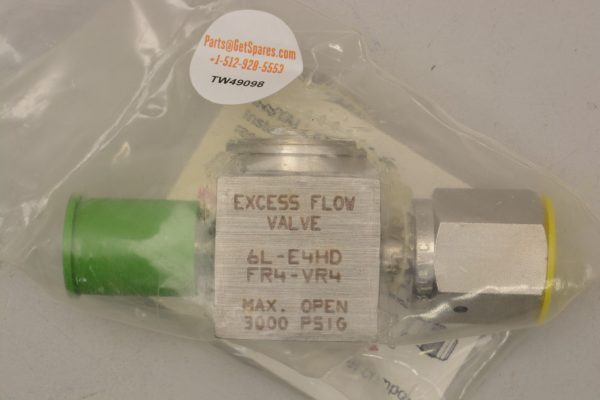 Parts@GetSpares.com
+1-512-928-5553
TW49098
EXCESS FLOW
VALVE
6L-E4HD
FR4-VR4
MAX. OPEN
3000 PSIG